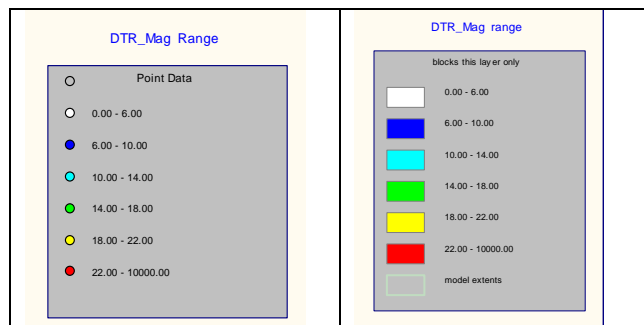 DTR_Mag Range
Point Data
0.00 - 6.00
6.00 - 10.00
10.00 - 14.00
14.00 - 18.00
18.00 - 22.00
22.00 - 10000.00
DTR_Mag range
blocks this layer only
0.00 - 6.00
6.00 - 10.00
10.00 - 14.00
14.00 - 18.00
18.00 - 22.00
22.00 - 10000.00
model extents